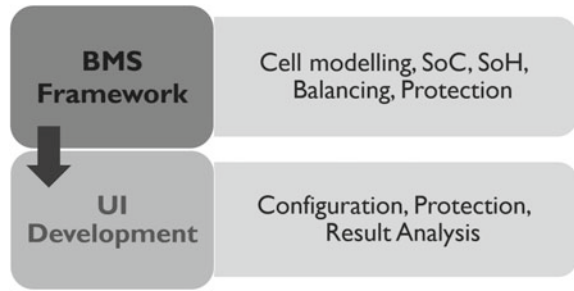 BMS
Framework
Cell modelling, SoC, SoH,
Balancing, Protection
UI
Development
Configuration, Protection,
Result Analysis